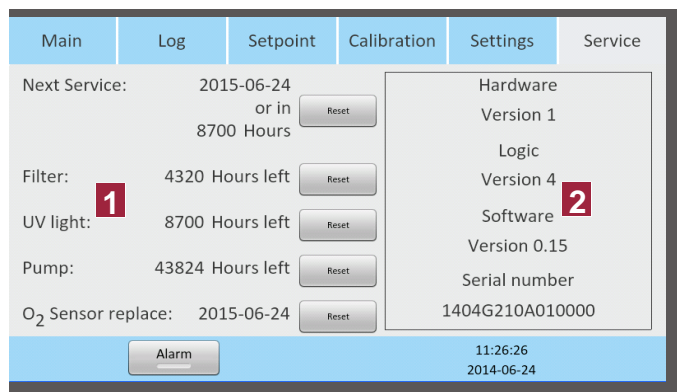 Main Log Setpoint Calibration Settings Service
Next Service: 2015-06-24
or in
8700 Hours
Reset
Filter: 4320 Hours left Reset
1
UV light: 8700 Hours left Reset
Pump: 43824 Hours left Reset
O2 Sensor replace: 2015-06-24 Reset
Hardware
Version 1
Logic
Version 4
2
Software
Version 0.15
Serial number
1404G210A010000
Alarm
11:26:26
2014-06-24